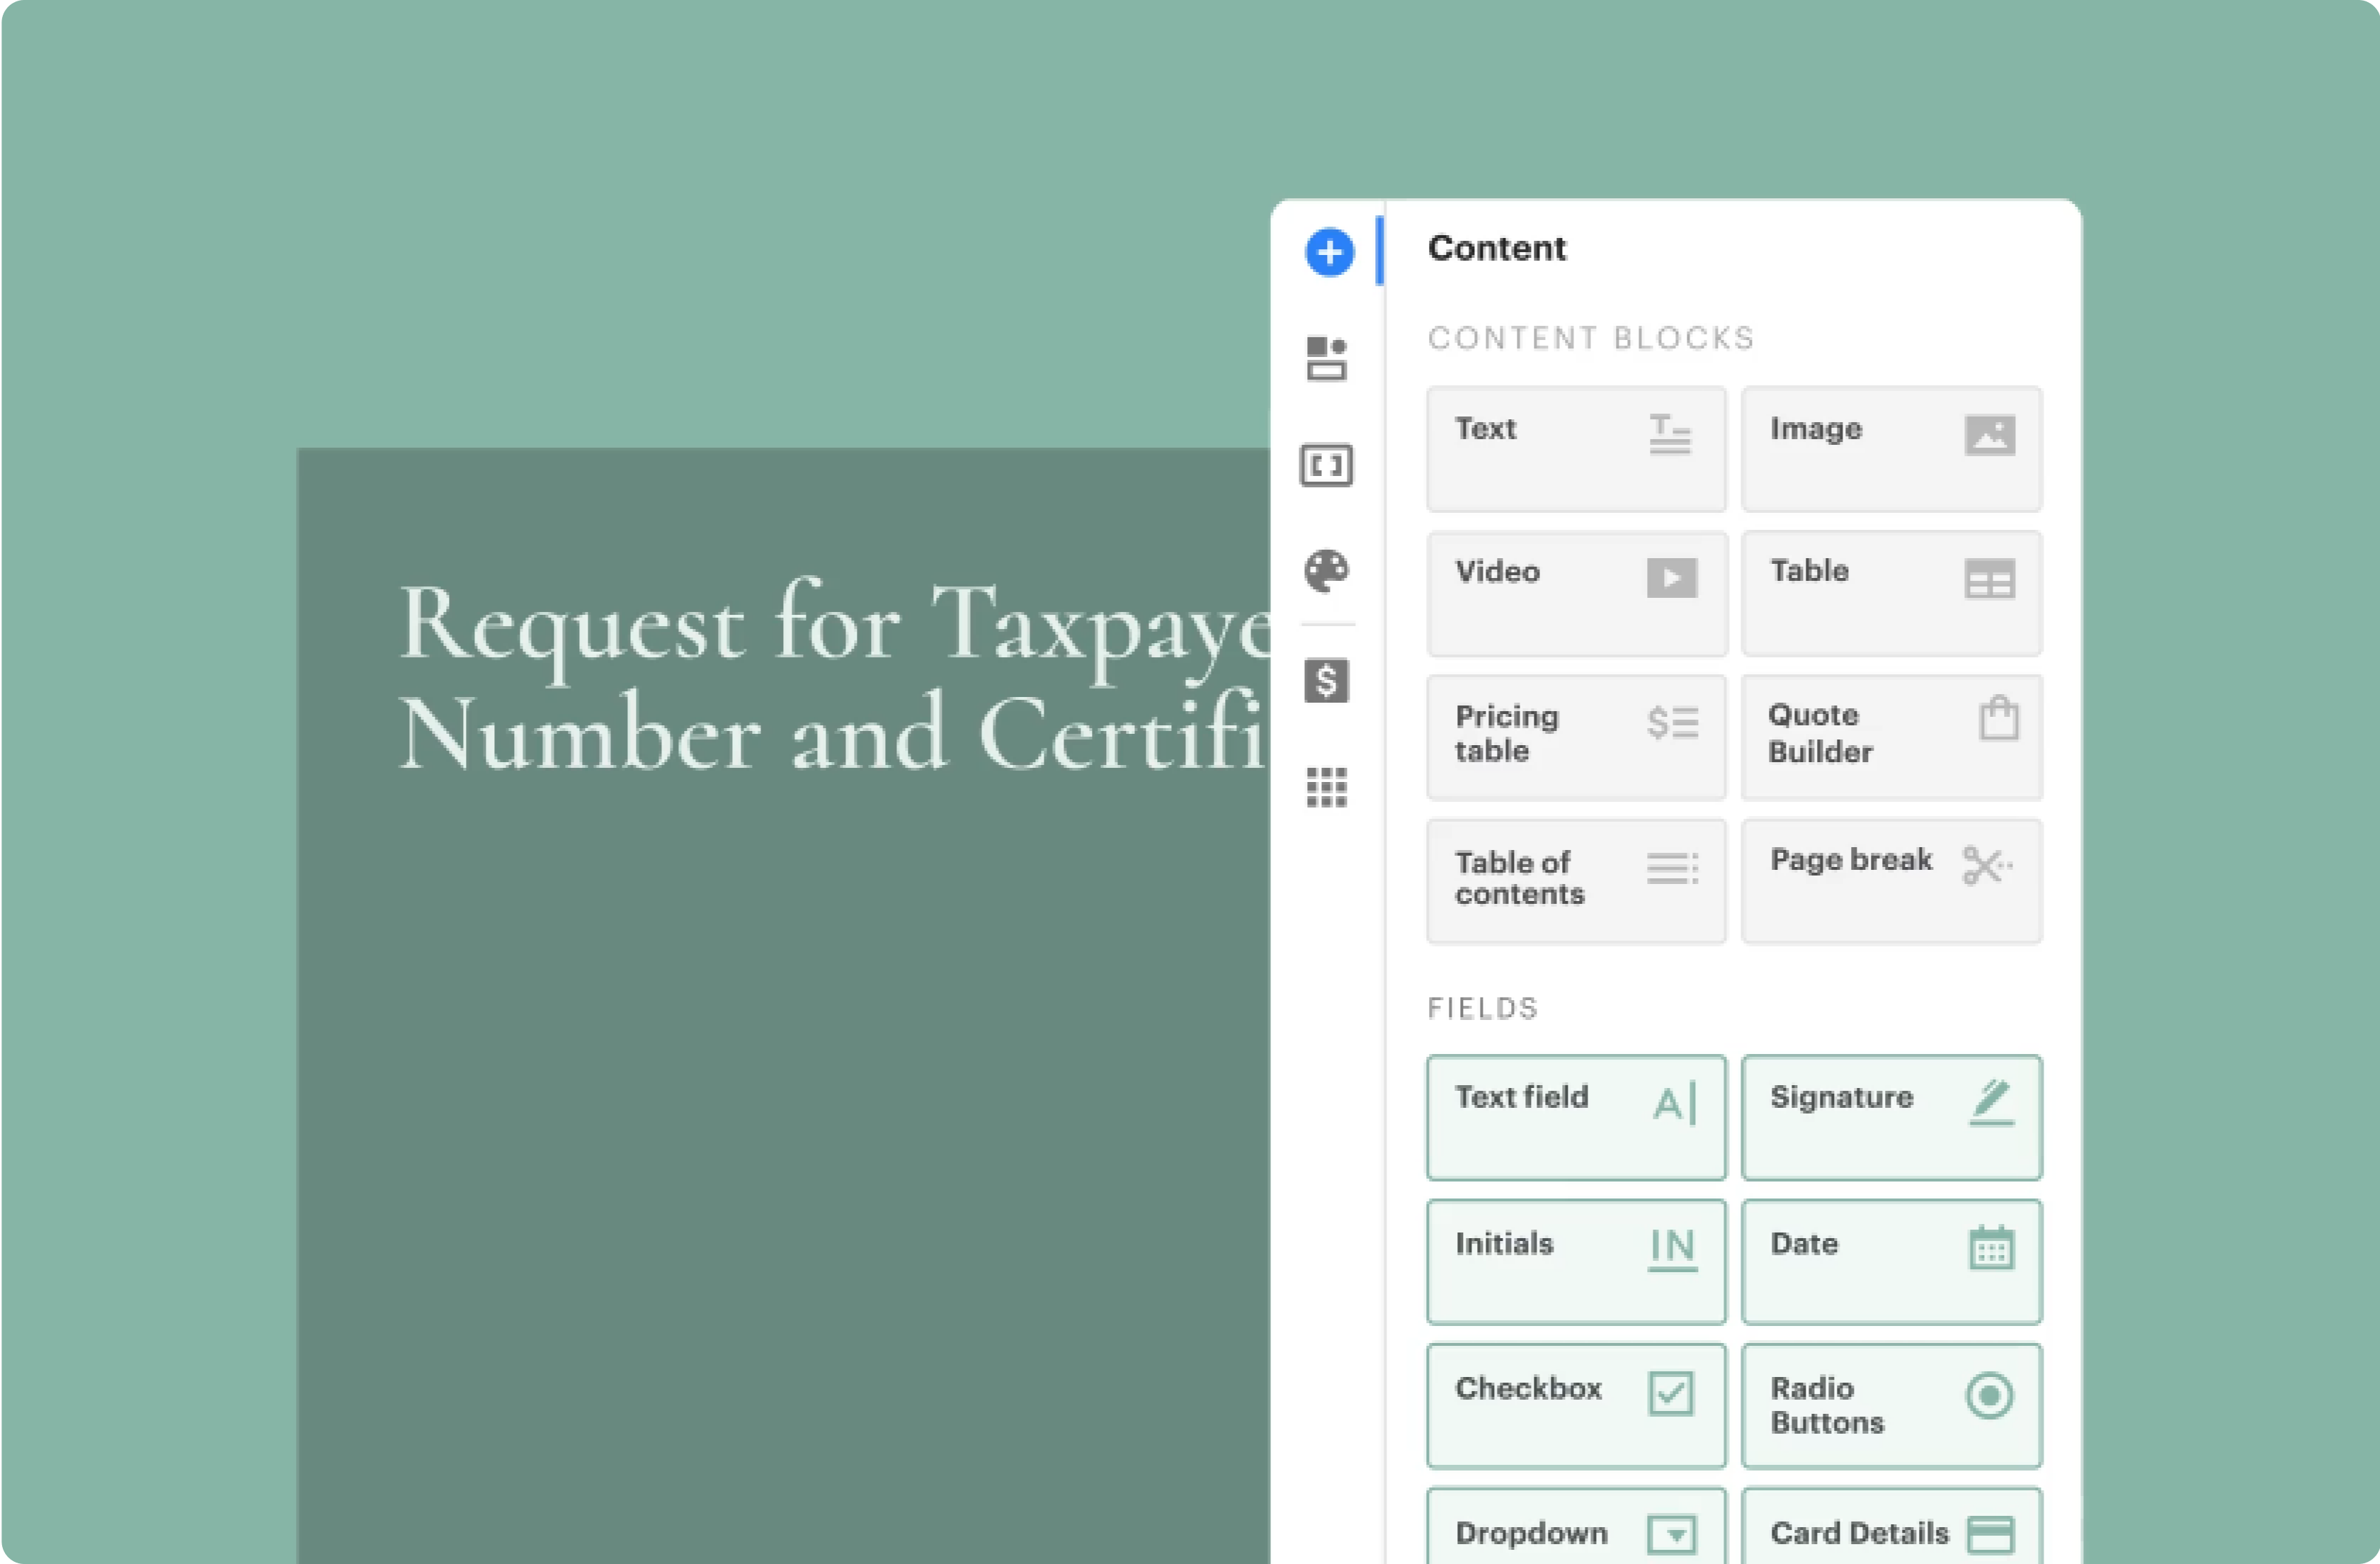 Request for Taxpaye
Number and Certifi
Content
CONTENT BLOCKS
Text
Image
Video
Table
Pricing
table
Quote
Builder
Table of
contents
Page break
FIELDS
Text field
Signature
Initials
Date
Checkbox
Radio
Buttons
Dropdown
Card Details